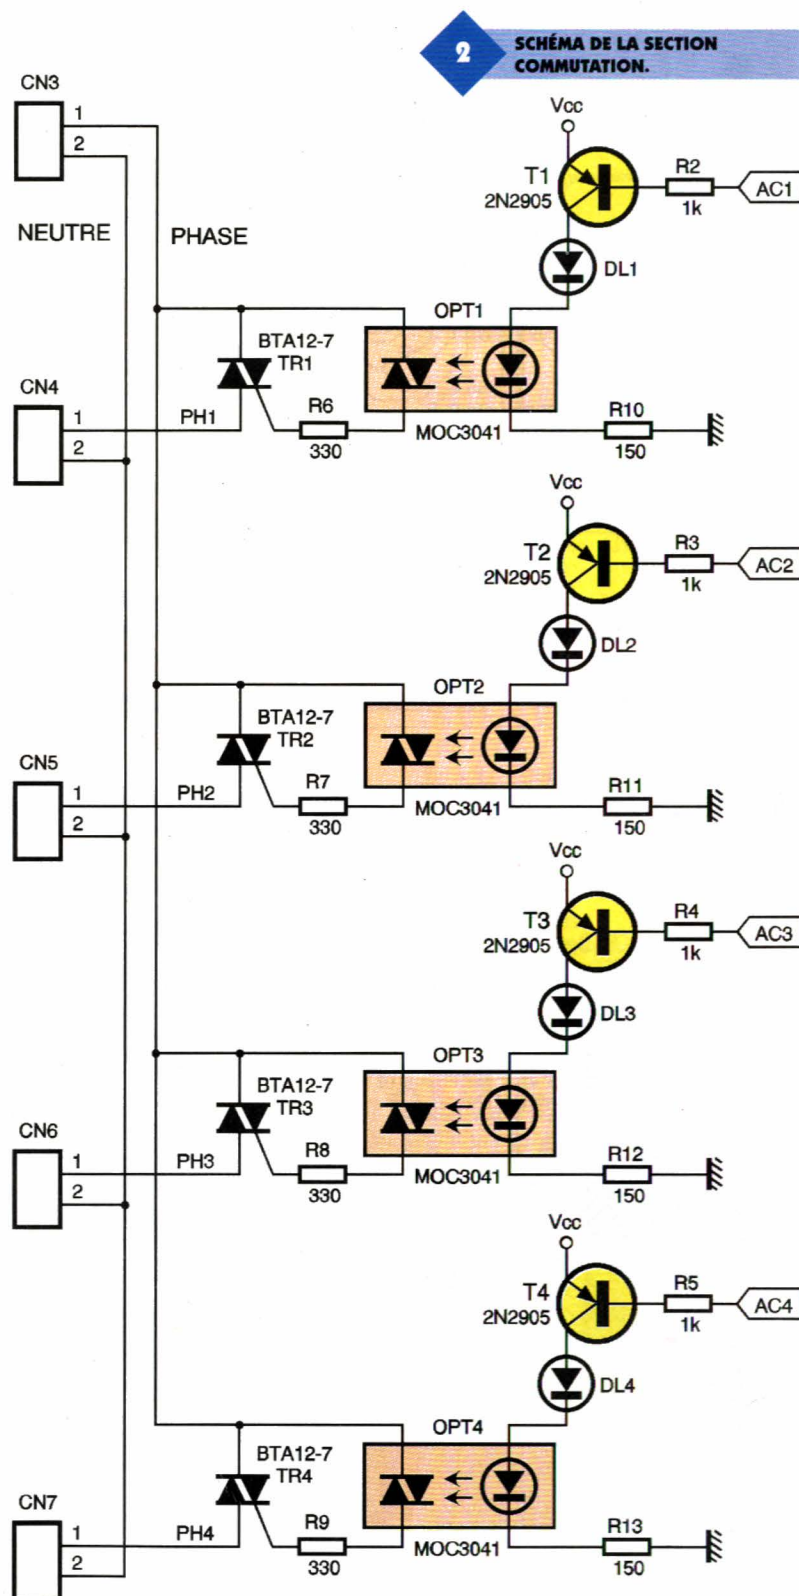 2
SCHÉMA DE LA SECTION
COMMUTATION.
CN3
1
2
NEUTRE
PHASE
Vcc
T1
2N2905
R2
1k
AC1
DL1
OPT1
BTA12-7
TR1
CN4
1
2
PH1
R6
330
MOC3041
R10
150
Vcc
T2
2N2905
R3
1k
AC2
DL2
OPT2
BTA12-7
TR2
CN5
1
2
PH2
R7
330
MOC3041
R11
150
Vcc
T3
2N2905
R4
1k
AC3
DL3
OPT3
BTA12-7
TR3
CN6
1
2
PH3
R8
330
MOC3041
R12
150
Vcc
T4
2N2905
R5
1k
AC4
DL4
OPT4
BTA12-7
TR4
CN7
1
2
PH4
R9
330
MOC3041
R13
150